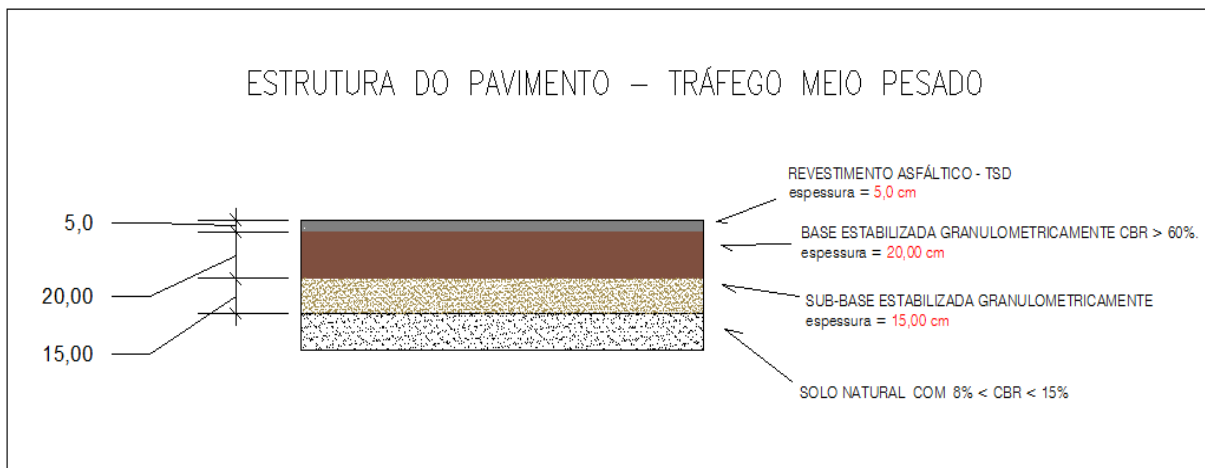 ESTRUTURA DO PAVIMENTO – TRÁFEGO MEIO PESADO
REVESTIMENTO ASFÁLTICO - TSD
espessura = 5,0 cm
5,0
BASE ESTABILIZADA GRANULOMETRICAMENTE CBR > 60%.
espessura = 20,00 cm
20,00
SUB-BASE ESTABILIZADA GRANULOMETRICAMENTE
espessura = 15,00 cm
15,00
SOLO NATURAL COM 8% < CBR < 15%